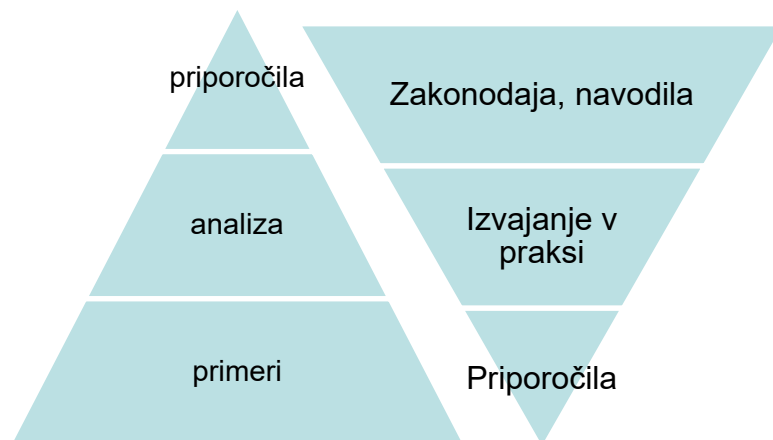 priporočila
analiza
primeri
Zakonodaja, navodila
Izvajanje v
praksi
Priporočila